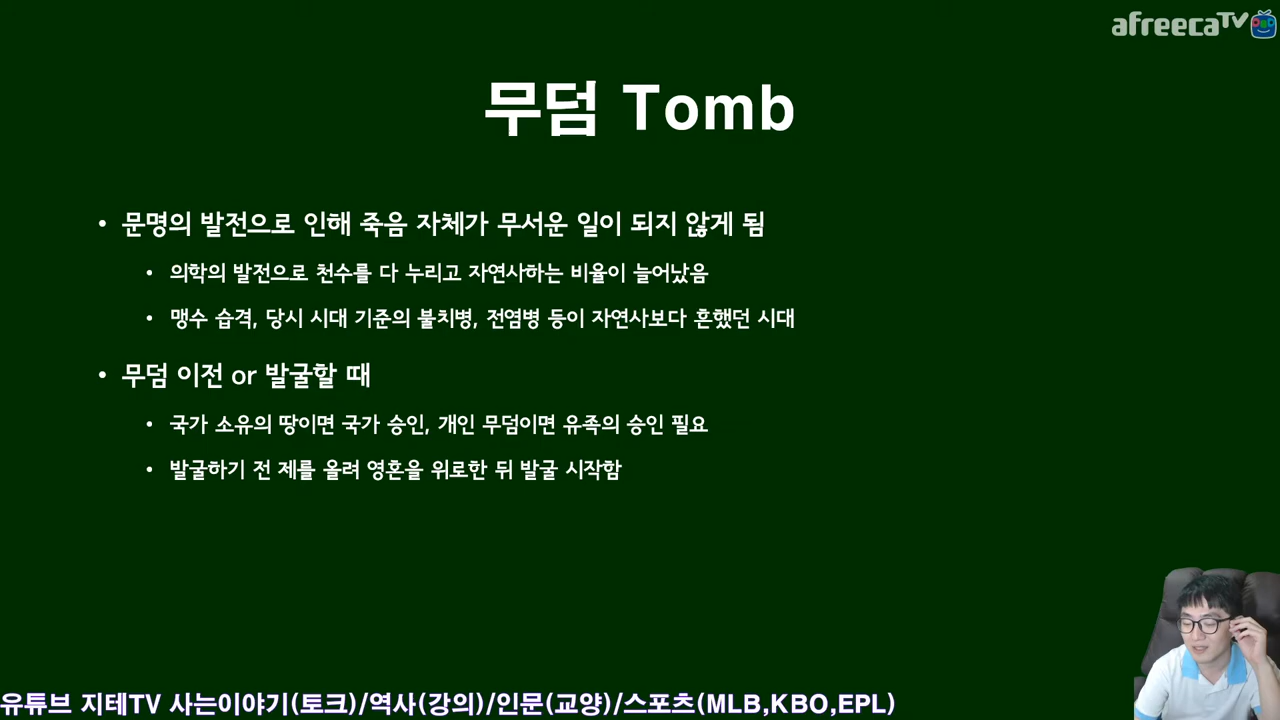 afreecaTV
무덤 Tomb
• 문명의 발전으로 인해 죽음 자체가 무서운 일이 되지 않게 됨
• 의학의 발전으로 천수를 다 누리고 자연사하는 비율이 늘어났음
• 맹수 습격, 당시 시대 기준의 불치병, 전염병 등이 자연사보다 흔했던 시대
• 무덤 이전 or 발굴할 때
• 국가 소유의 땅이면 국가 승인, 개인 무덤이면 유족의 승인 필요
• 발굴하기 전 제를 올려 영혼을 위로한 뒤 발굴 시작함
유튜브 지테TV 사는이야기(토크)/역사(강의)/인문(교양)/스포츠(MLB,KBO,EPL)